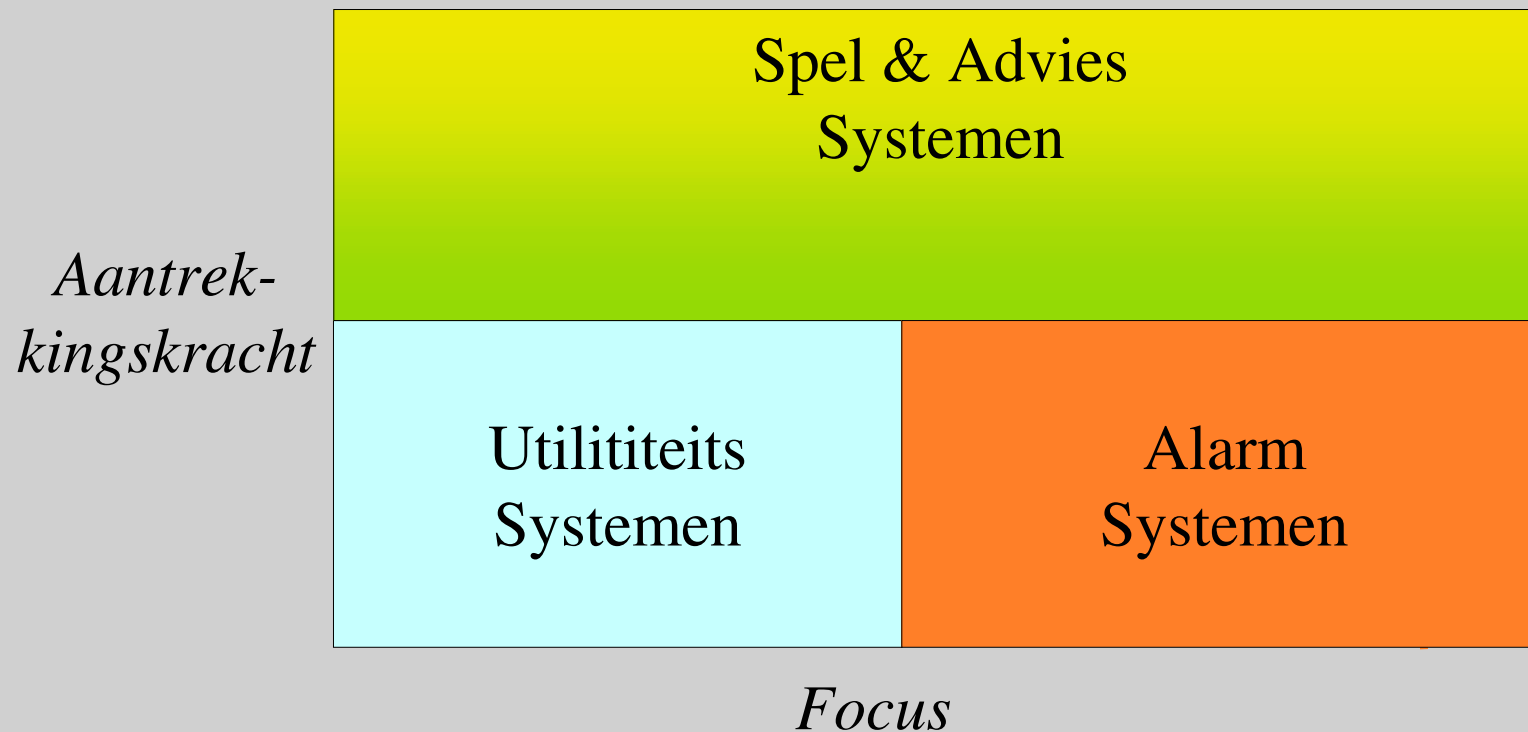 Spel & Advies
Systemen
Aantrek-
kingskracht
Utilititeits
Systemen
Alarm
Systemen
Focus